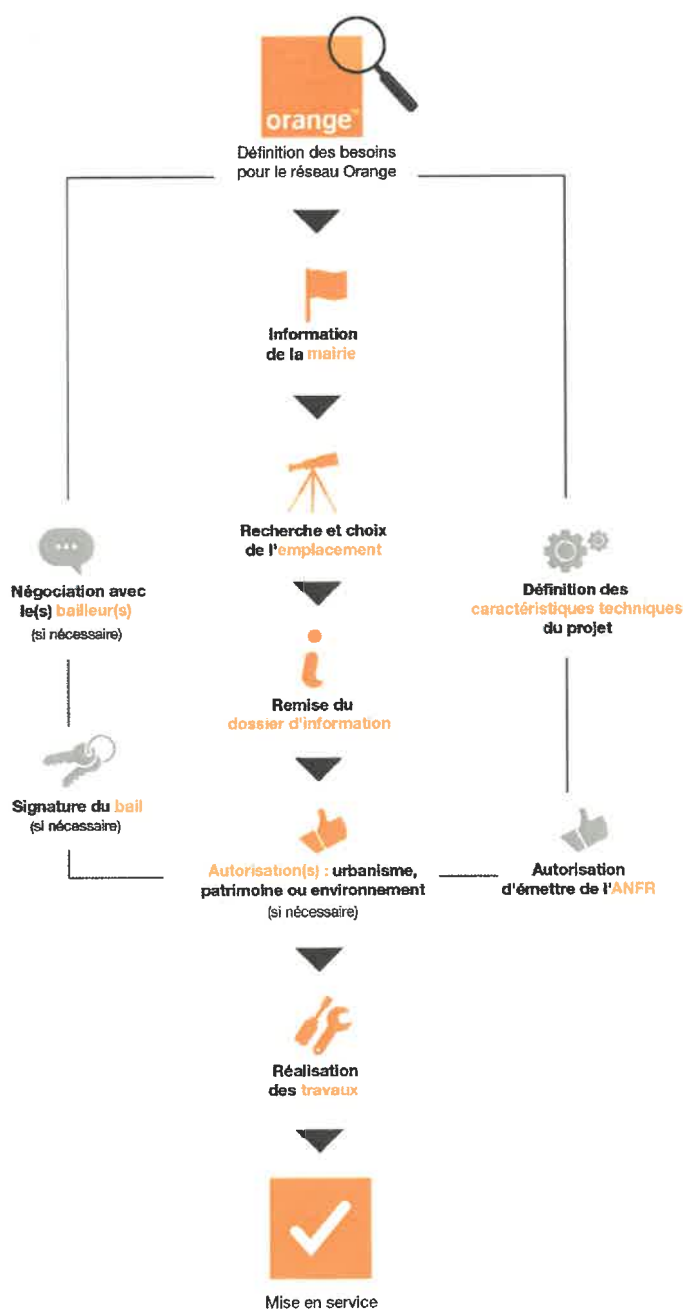 orange™
Définition des besoins
pour le réseau Orange
Information
de la mairie
Recherche et choix
de l'emplacement
Négociation avec
le(s) bailleur(s)
(si nécessaire)
Définition des
caractéristiques techniques
du projet
Remise du
dossier d'information
Signature du bail
(si nécessaire)
Autorisation(s) : urbanisme,
patrimoine ou environnement
(si nécessaire)
Autorisation
d'émettre de l'ANFR
Réalisation
des travaux
Mise en service